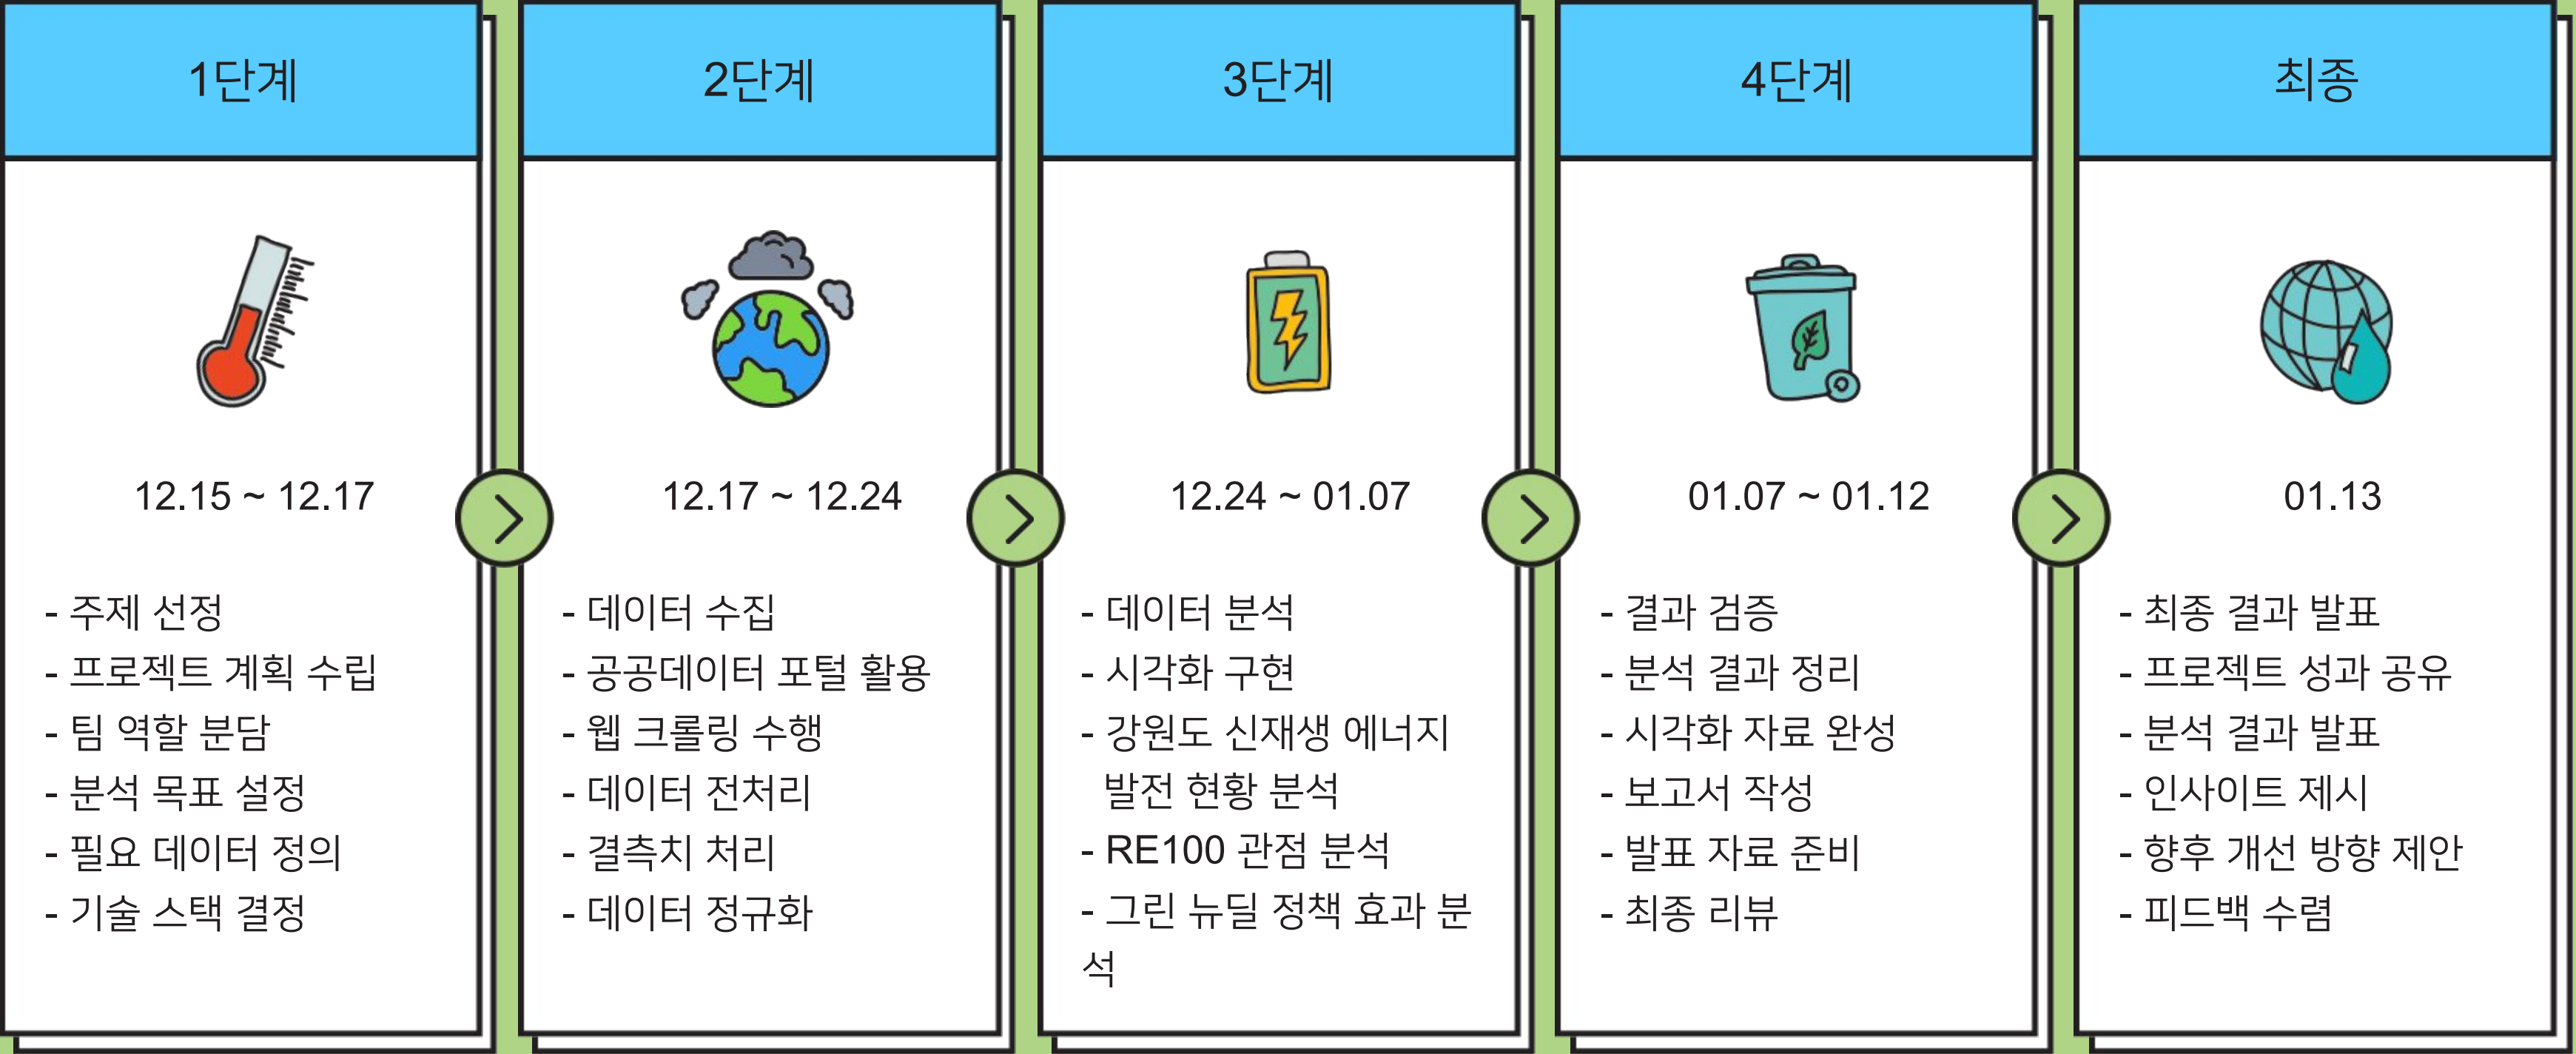 1단계
12.15 ~ 12.17
- 주제 선정
- 프로젝트 계획 수립
- 팀 역할 분담
- 분석 목표 설정
- 필요 데이터 정의
- 기술 스택 결정
2단계
12.17 ~ 12.24
- 데이터 수집
- 공공데이터 포털 활용
- 웹 크롤링 수행
- 데이터 전처리
- 결측치 처리
- 데이터 정규화
3단계
12.24 ~ 01.07
- 데이터 분석
- 시각화 구현
- 강원도 신재생 에너지
발전 현황 분석
- RE100 관점 분석
- 그린 뉴딜 정책 효과 분
석
4단계
01.07 ~ 01.12
- 결과 검증
- 분석 결과 정리
- 시각화 자료 완성
- 보고서 작성
- 발표 자료 준비
- 최종 리뷰
최종
01.13
- 최종 결과 발표
- 프로젝트 성과 공유
- 분석 결과 발표
- 인사이트 제시
- 향후 개선 방향 제안
- 피드백 수렴